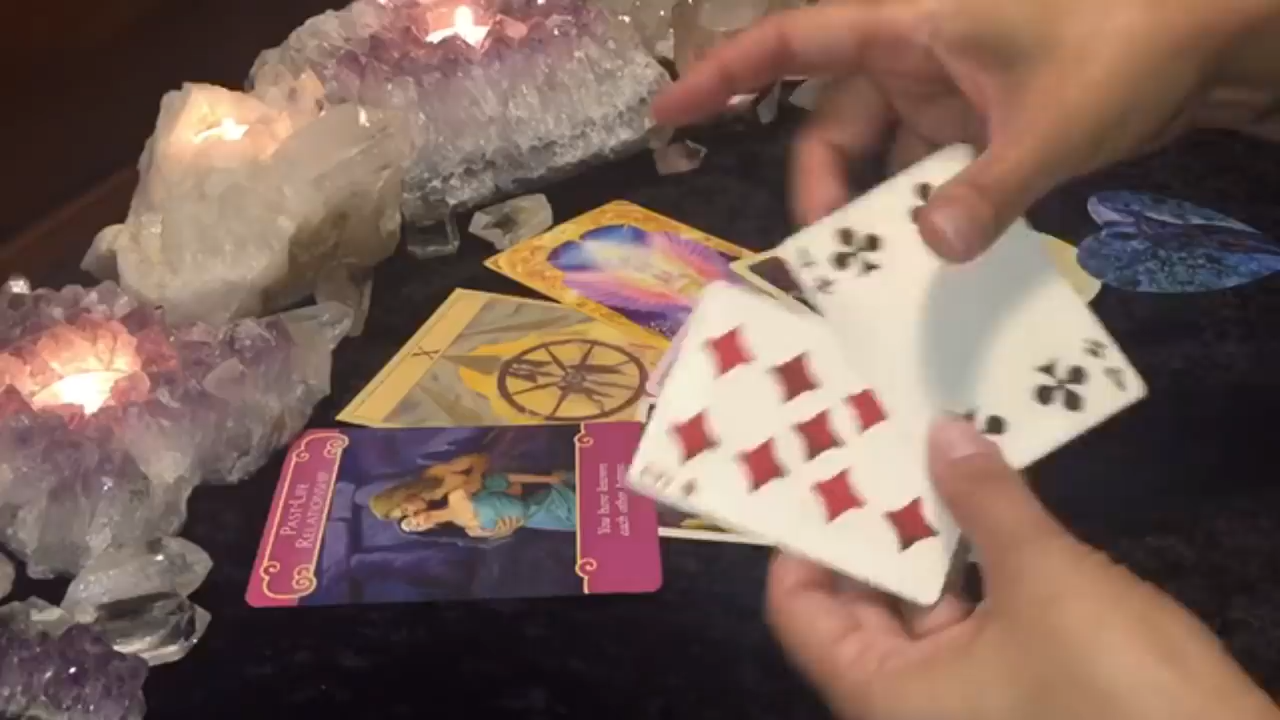 X
PAST-LIFE
RELATIONSHIP
You have known
each other